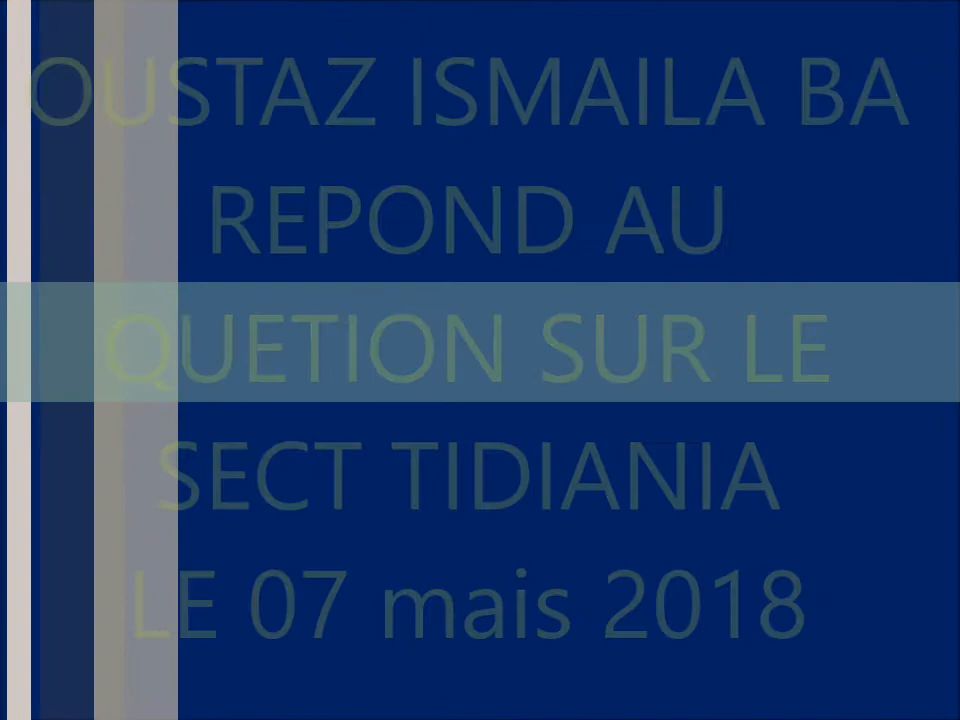 OUSTAZ ISMAILA BA
REPOND AU
QUETION SUR LE
SECT TIDIANIA
LE 07 mais 2018